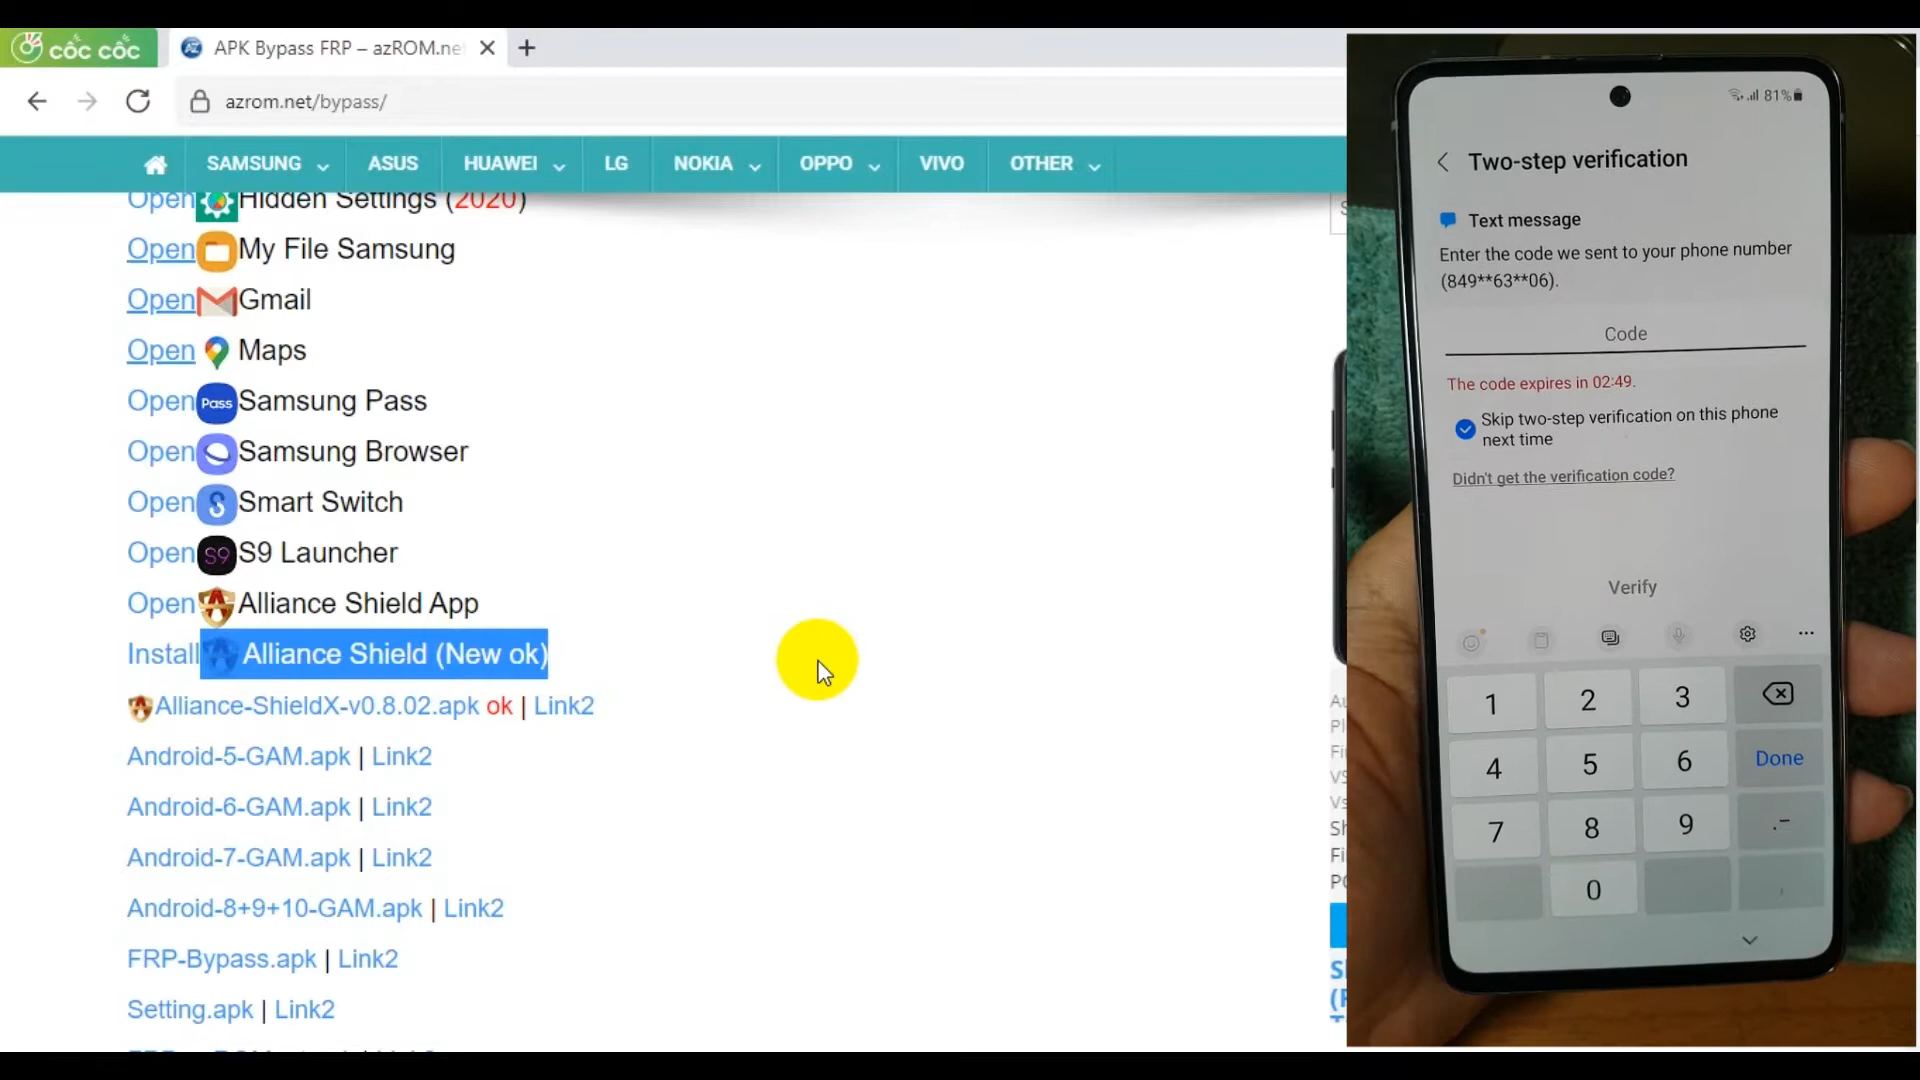 cốc cốc
APK Bypass FRP – azROM.ne
azrom.net/bypass/
SAMSUNG ASUS HUAWEI LG NOKIA OPPO VIVO OTHER
Open Hidden Settings (2020)
Open My File Samsung
Open Gmail
Open Maps
Open Pass Samsung Pass
Open Samsung Browser
Open Smart Switch
Open S9 S9 Launcher
Open Alliance Shield App
Install Alliance Shield (New ok)
Alliance-ShieldX-v0.8.02.apk ok | Link2
Android-5-GAM.apk | Link2
Android-6-GAM.apk | Link2
Android-7-GAM.apk | Link2
Android-8+9+10-GAM.apk | Link2
FRP-Bypass.apk | Link2
Setting.apk | Link2
81%
Two-step verification
Text message
Enter the code we sent to your phone number
(849**63**06).
Code
The code expires in 02:49.
Skip two-step verification on this phone
next time
Didn't get the verification code?
Verify
1 2 3
4 5 6 Done
7 8 9 .-
0 ,